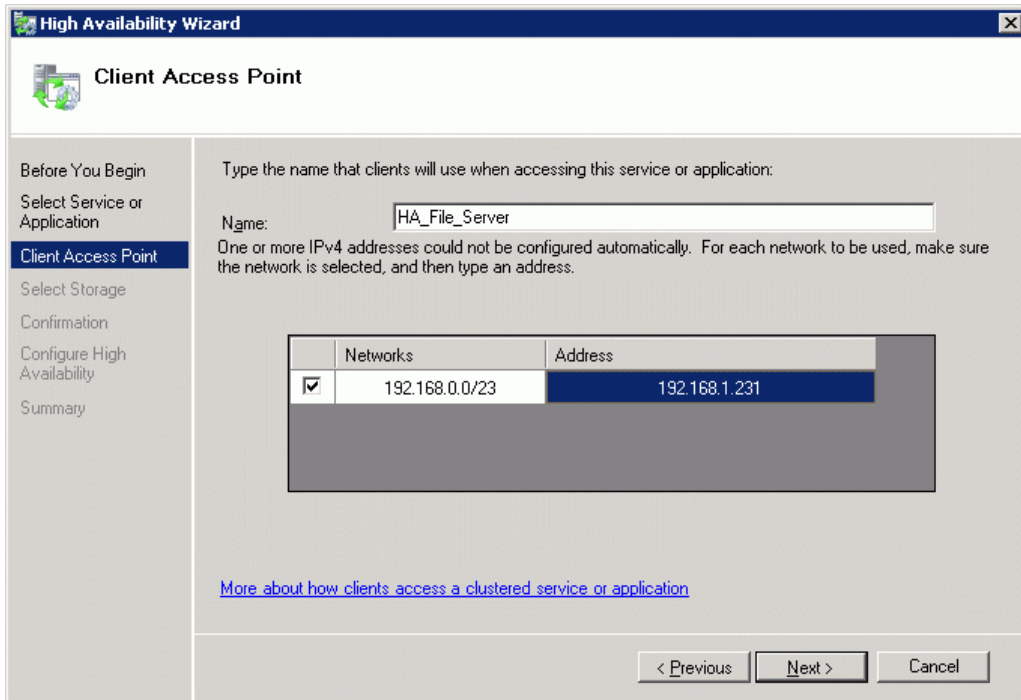 High Availability Wizard
Client Access Point
Before You Begin
Select Service or
Application
Client Access Point
Select Storage
Confirmation
Configure High
Availability
Summary
Type the name that clients will use when accessing this service or application:
Name:
HA_File_Server
One or more IPv4 addresses could not be configured automatically. For each network to be used, make sure
the network is selected, and then type an address.
Networks Address
192.168.0.0/23 192.168.1.231
More about how clients access a clustered service or application
< Previous Next > Cancel